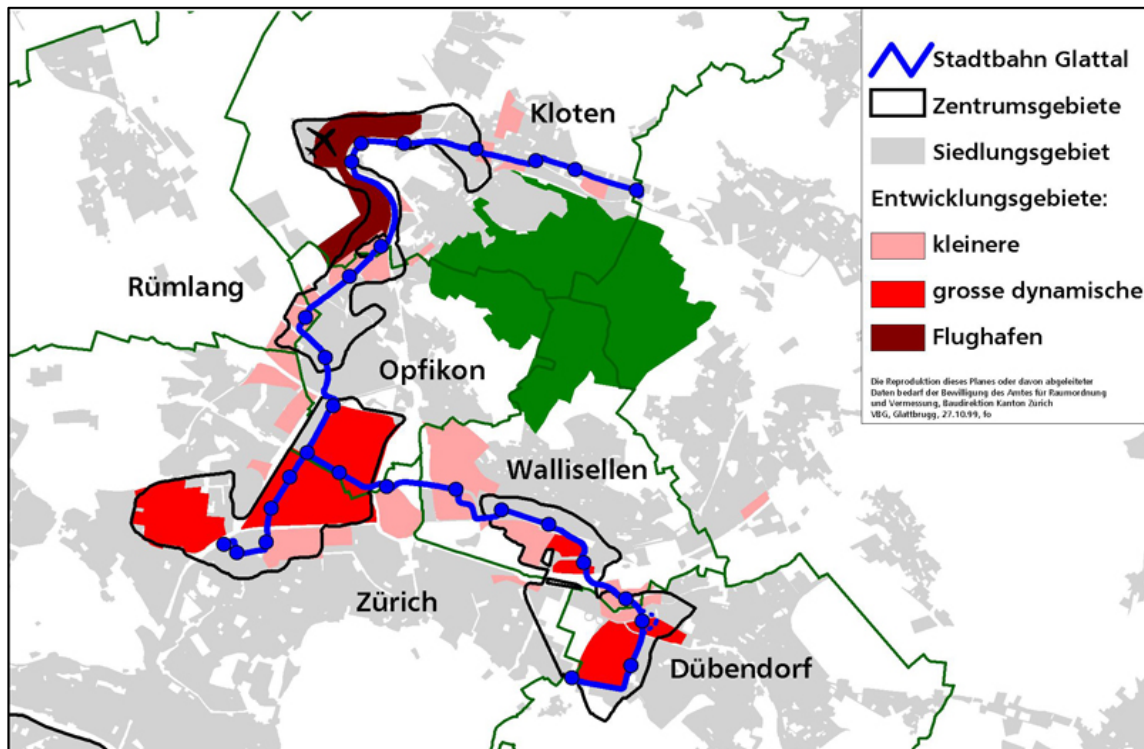 Stadtbahn Glattal
Zentrumsgebiete
Siedlungsgebiet
Entwicklungsgebiete:
kleinere
grosse dynamische
Flughafen
Die Reproduktion dieses Planes oder davon abgeleiteter
Daten bedarf der Bewilligung des Amtes für Raumordnung
und Vermessung, Baudirektion Kanton Zürich
VBG, Glattbrugg, 27.10.99, fo
Kloten
Rümlang
Opfikon
Wallisellen
Zürich
Dübendorf